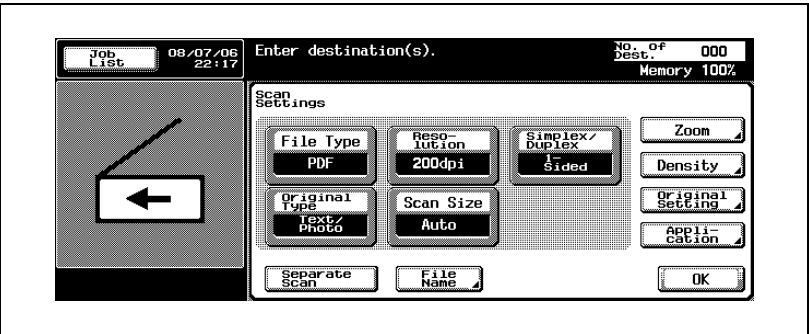 Job
List
08/07/06
22:17
Enter destination(s).
No. of
Dest.
000
Memory 100%
Scan
Settings
File Type
PDF
Reso-
lution
200dpi
Simplex/
Duplex
1-
Sided
Zoom
Density
Original
Type
Text/
Photo
Scan Size
Auto
Original
Setting
Appli-
cation
Separate
Scan
File
Name
OK